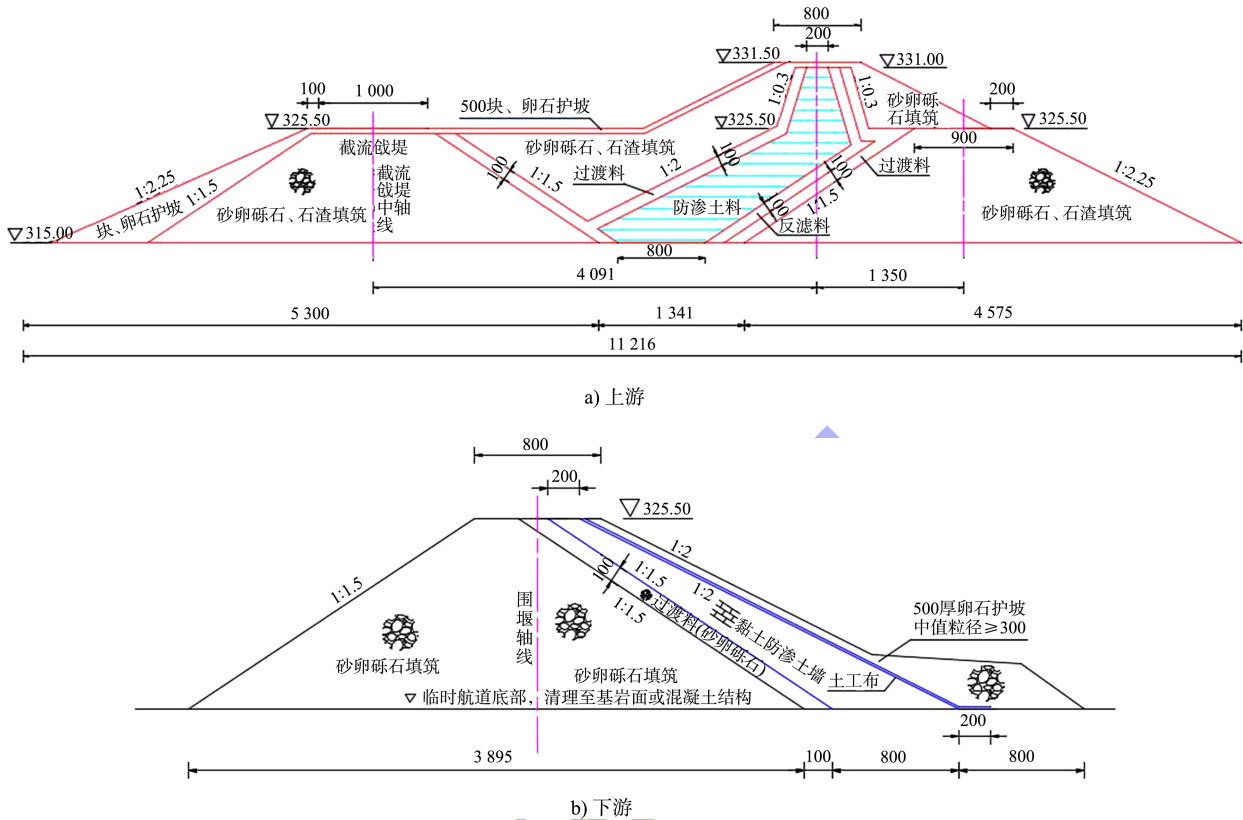 800
200
▽331.50
▽331.00
100
1 000
500块、卵石护坡
1:0.3
1:0.3
砂卵砾
石填筑
200
▽325.50
▽325.50
▽325.50
截流戗堤
砂卵砾石、石渣填筑
900
1:2.25
1:1.5
块、卵石护坡
截流
戗堤
中轴
线
100
1:1.5
过渡料
1:2
100
100
过渡料
1:2.25
砂卵砾石、石渣填筑
防渗土料
100
1:1.5
反滤料
砂卵砾石、石渣填筑
▽315.00
800
4 091
1 350
5 300
1 341
4 575
11 216
a) 上游
800
200
▽325.50
1:2
1:1.5
100
1:1.5
1:2
1:1.5
围
堰
轴
线
过渡料(砂卵砾石)
黏土防渗土墙
土工布
500厚卵石护坡
中值粒径≥300
砂卵砾石填筑
砂卵砾石填筑
▽ 临时航道底部，清理至基岩面或混凝土结构
200
3 895
100
800
800
b) 下游